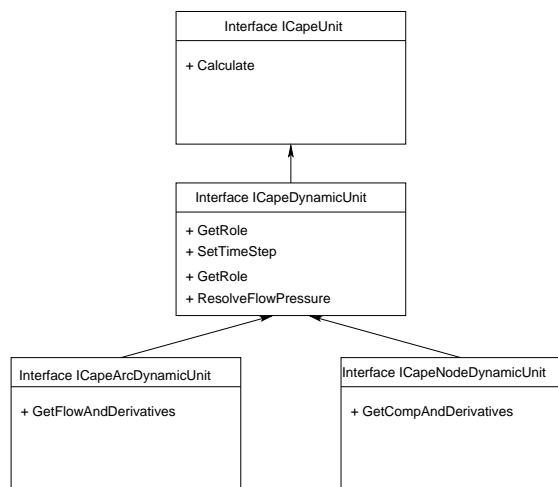 Interface ICapeUnit
+ Calculate
Interface ICapeDynamicUnit
+ GetRole
+ SetTimeStep
+ GetRole
+ ResolveFlowPressure
Interface ICapeArcDynamicUnit
+ GetFlowAndDerivatives
Interface ICapeNodeDynamicUnit
+ GetCompAndDerivatives